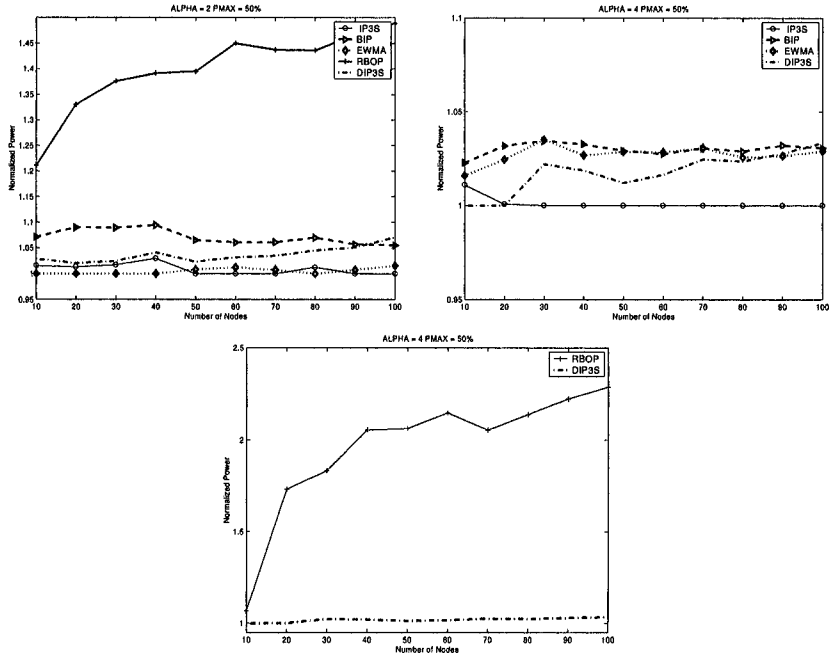 ALPHA = 2 PMAX = 50%
1.45
1.4
1.35
1.3
1.25
1.2
1.15
1.1
1.05
1
0.95
Normalized Power
10 20 30 40 50 60 70 80 90 100
Number of Nodes
IP3S
BIP
EWMA
RBOP
DIP3S
ALPHA = 4 PMAX = 50%
1.1
1.05
1
0.95
Normalized Power
10 20 30 40 50 60 70 80 90 100
Number of Nodes
IP3S
BIP
EWMA
DIP3S
ALPHA = 4 PMAX = 50%
2.5
2
1.5
1
Normalized Power
10 20 30 40 50 60 70 80 90 100
Number of Nodes
RBOP
DIP3S